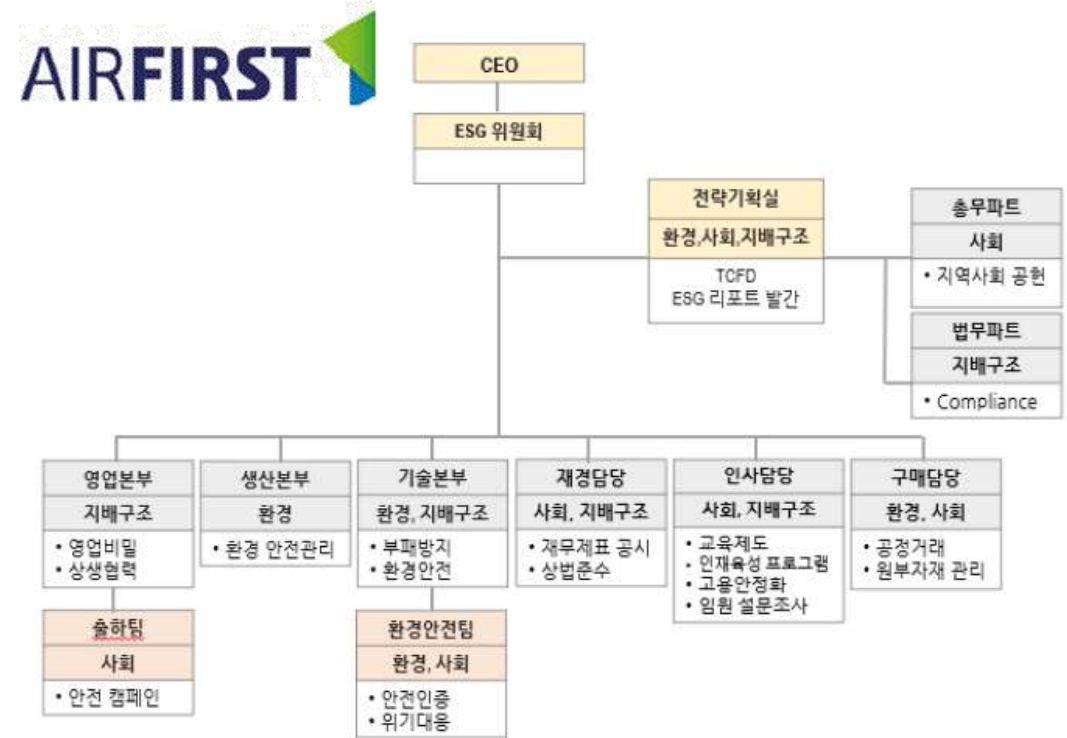 AIRFIRST
CEO
ESG 위원회
전략기획실
환경,사회,지배구조
TCFD
ESG 리포트 발간
총무파트
사회
• 지역사회 공헌
법무파트
지배구조
• Compliance
영업본부
지배구조
• 영업비밀
• 상생협력
출하팀
사회
• 안전 캠페인
생산본부
환경
• 환경 안전관리
기술본부
환경, 지배구조
• 부패방지
• 환경안전
환경안전팀
환경, 사회
• 안전인증
• 위기대응
재경담당
사회, 지배구조
• 재무제표 공시
• 상법준수
인사담당
사회, 지배구조
• 교육제도
• 인재육성 프로그램
• 고용안정화
• 임원 설문조사
구매담당
환경, 사회
• 공정거래
• 원부자재 관리